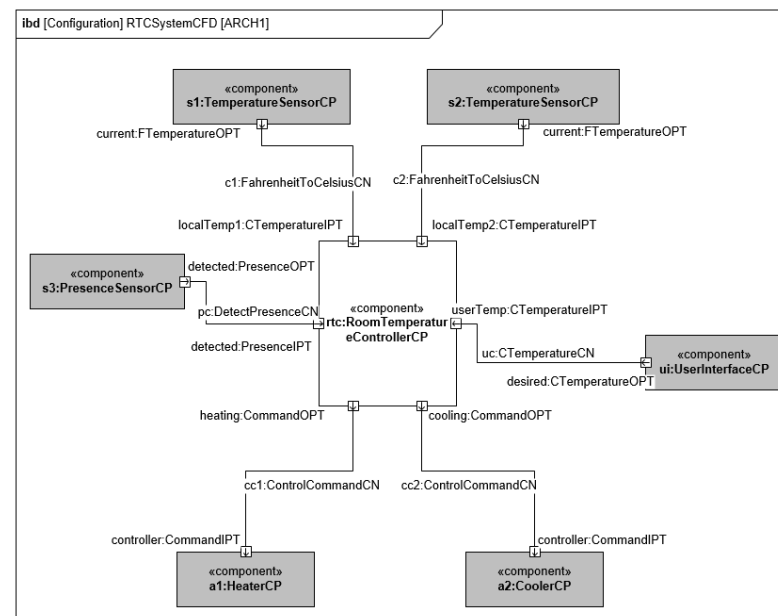 ibd [Configuration] RTCSystemCFD [ARCH1]
«component»
s1:TemperatureSensorCP
«component»
s2:TemperatureSensorCP
current:FTemperatureOPT
current:FTemperatureOPT
c1:FahrenheitToCelsiusCN
c2:FahrenheitToCelsiusCN
localTemp1:CTemperatureIPT
localTemp2:CTemperatureIPT
«component»
s3:PresenceSensorCP
detected:PresenceOPT
pc:DetectPresenceCN
detected:PresenceIPT
«component»
rtc:RoomTemperatur
eControllerCP
userTemp:CTemperatureIPT
uc:CTemperatureCN
desired:CTemperatureOPT
«component»
ui:UserInterfaceCP
heating:CommandOPT
cooling:CommandOPT
cc1:ControlCommandCN
cc2:ControlCommandCN
controller:CommandIPT
controller:CommandIPT
«component»
a1:HeaterCP
«component»
a2:CoolerCP